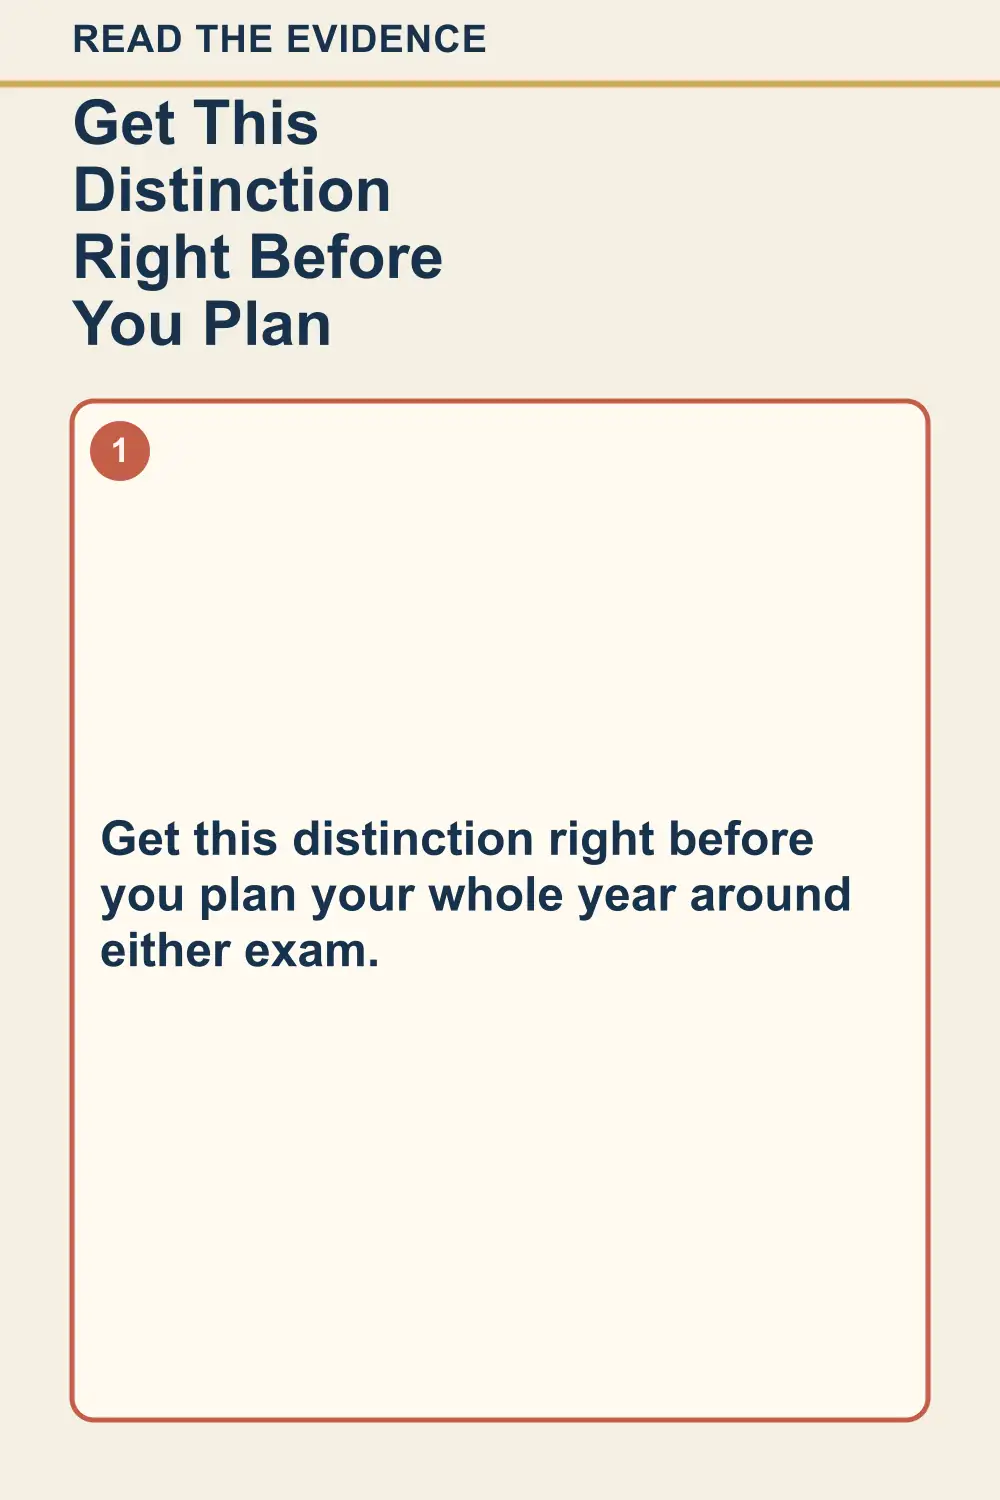 READ THE EVIDENCE
Get This
Distinction
Right Before
You Plan
1
Get this distinction right before
you plan your whole year around
either exam.